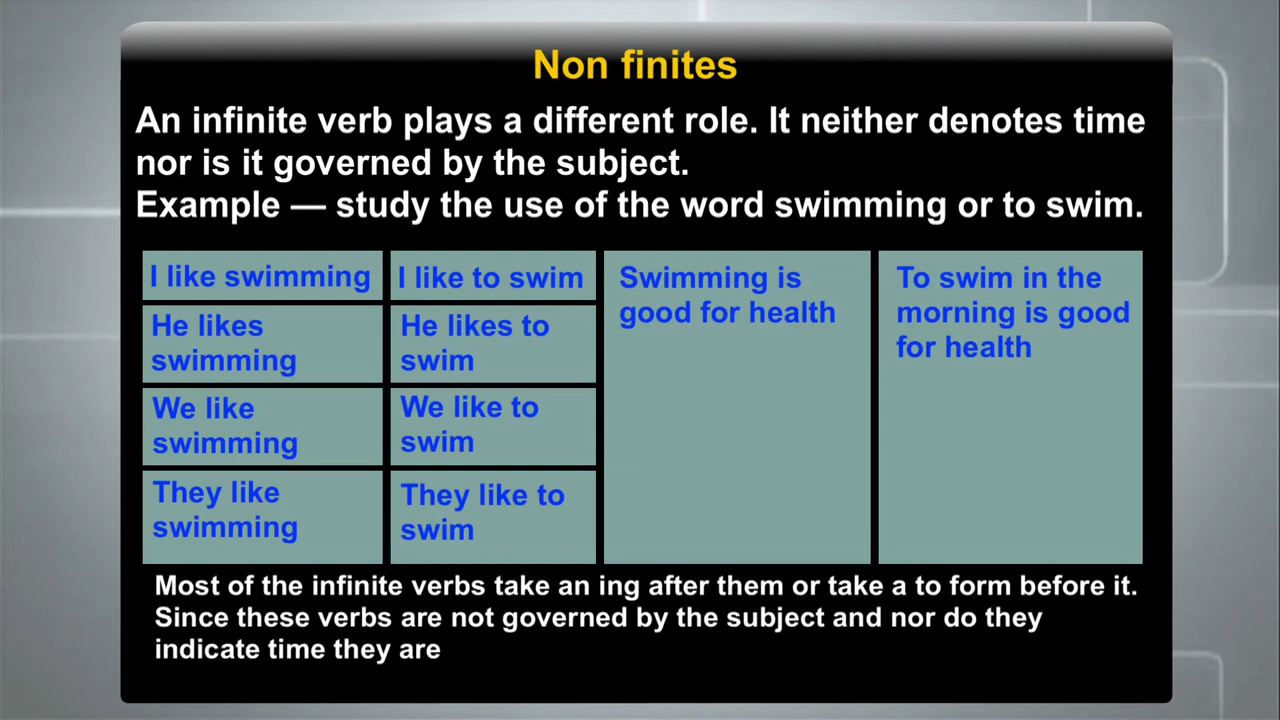 Non finites
An infinite verb plays a different role. It neither denotes time
nor is it governed by the subject.
Example — study the use of the word swimming or to swim.
I like swimming
He likes
swimming
We like
swimming
They like
swimming
I like to swim
He likes to
swim
We like to
swim
They like to
swim
Swimming is
good for health
To swim in the
morning is good
for health
Most of the infinite verbs take an ing after them or take a to form before it.
Since these verbs are not governed by the subject and nor do they
indicate time they are